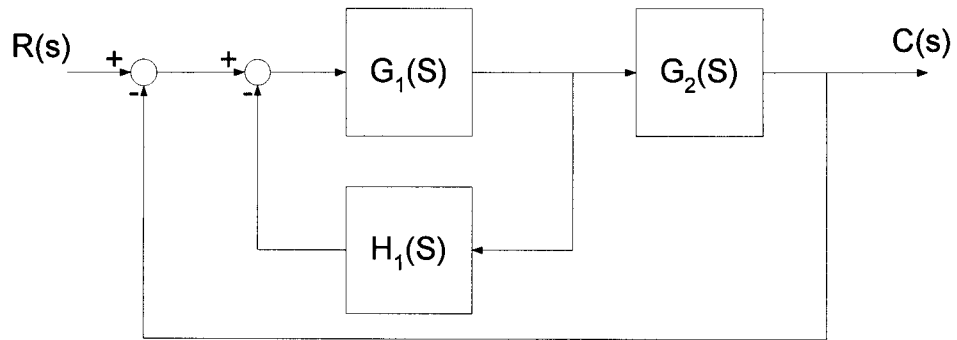 R(s)
+
-
+
-
G₁(S)
G₂(S)
C(s)
H₁(S)